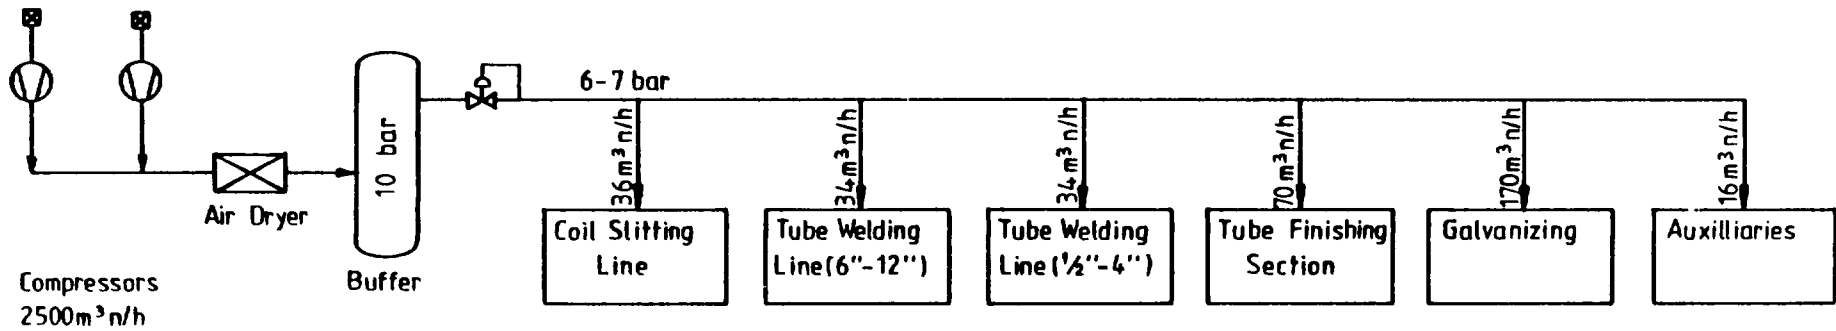 6-7 bar
10 bar
36m³n/h
34m³n/h
34m³n/h
70m³n/h
170m³n/h
16m³n/h
Air Dryer
Buffer
Compressors
2500m³n/h
Coil Slitting
Line
Tube Welding
Line(6"-12")
Tube Welding
Line(½"-4")
Tube Finishing
Section
Galvanizing
Auxilliaries